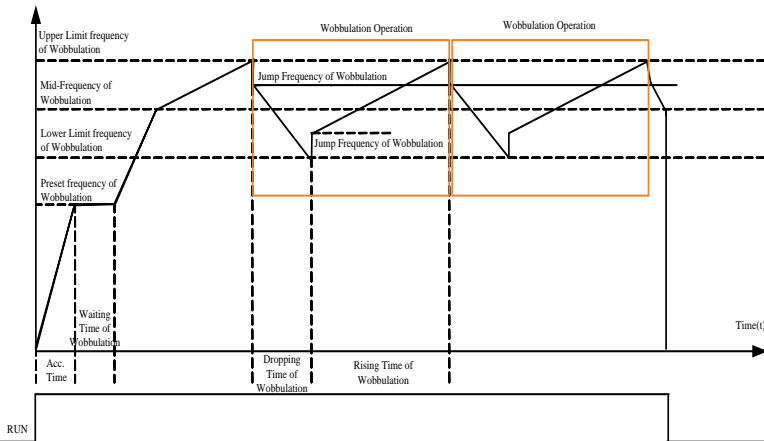 Wobbulation Operation
Wobbulation Operation
Upper Limit frequency
of Wobbulation
Jump Frequency of Wobbulation
Mid-Frequency of
Wobbulation
Lower Limit frequency
of Wobbulation
Jump Frequency of Wobbulation
Preset frequency of
Wobbulation
Waiting
Time of
Wobbulation
Time(t)
Acc.
Time
Dropping
Time of
Wobbulation
Rising Time of
Wobbulation
RUN